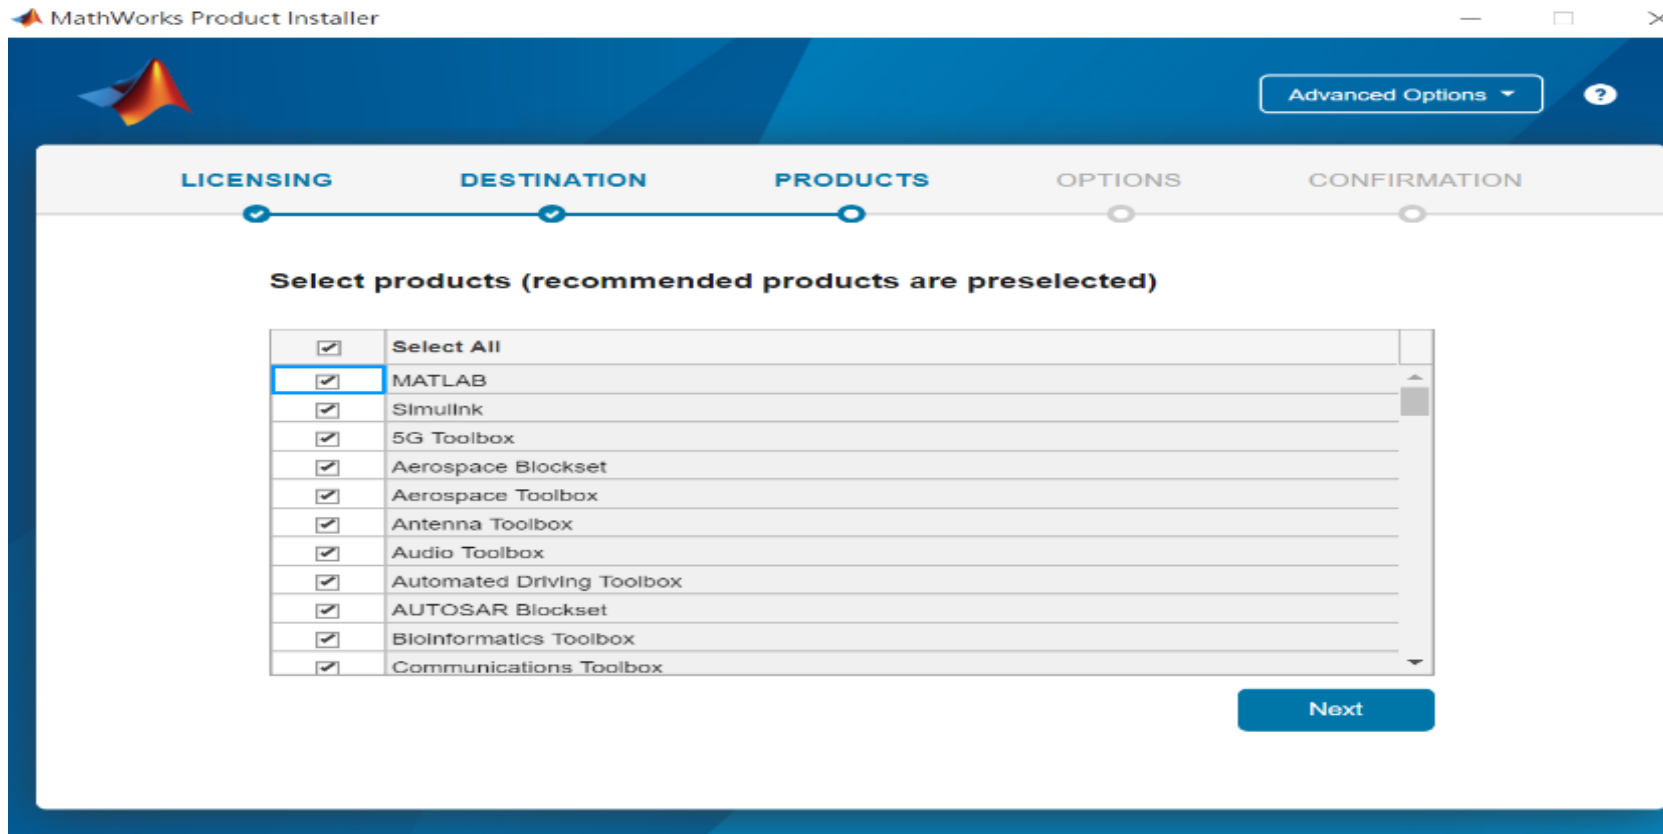 MathWorks Product Installer
Advanced Options
?
LICENSING DESTINATION PRODUCTS OPTIONS CONFIRMATION
Select products (recommended products are preselected)
Select All
MATLAB
Simulink
5G Toolbox
Aerospace Blockset
Aerospace Toolbox
Antenna Toolbox
Audio Toolbox
Automated Driving Toolbox
AUTOSAR Blockset
Bioinformatics Toolbox
Communications Toolbox
Next